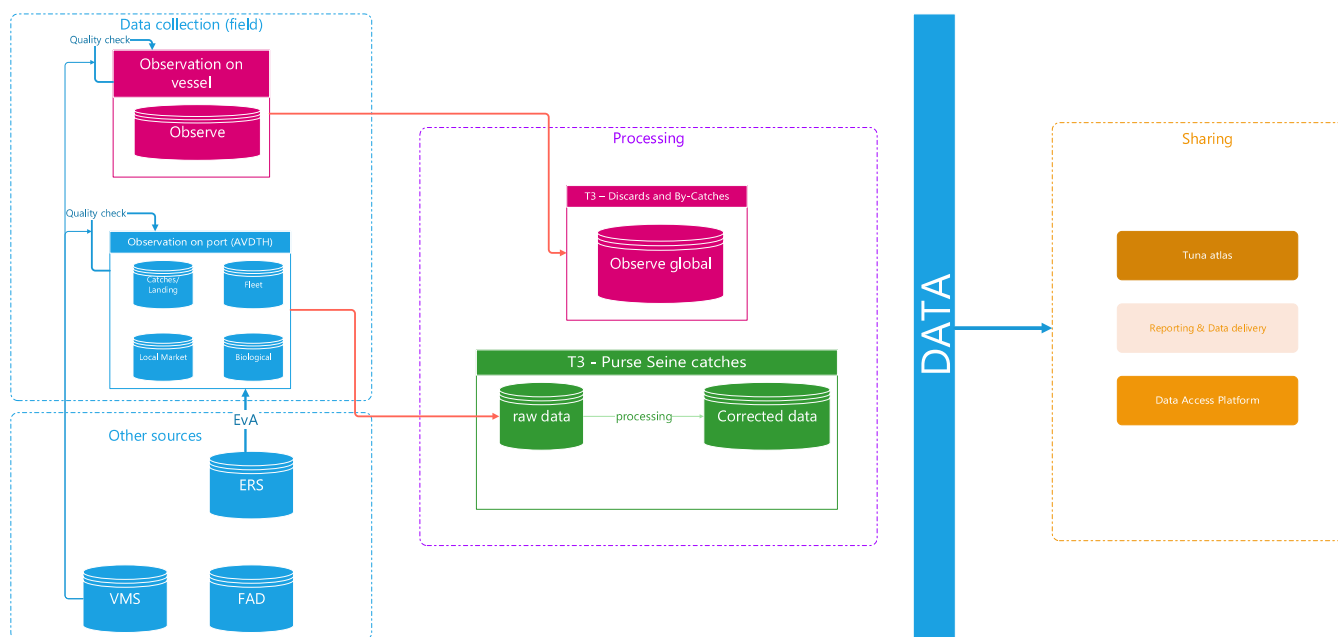 Data collection (field)
Quality check
Observation on
vessel
Observe
Quality check
Observation on port (AVDTH)
Catches/
Landing
Fleet
Local Market
Biological
EvA
Other sources
ERS
VMS
FAD
Processing
T3 – Discards and By-Catches
Observe global
T3 - Purse Seine catches
raw data
processing
Corrected data
DATA
Sharing
Tuna atlas
Reporting & Data delivery
Data Access Platform